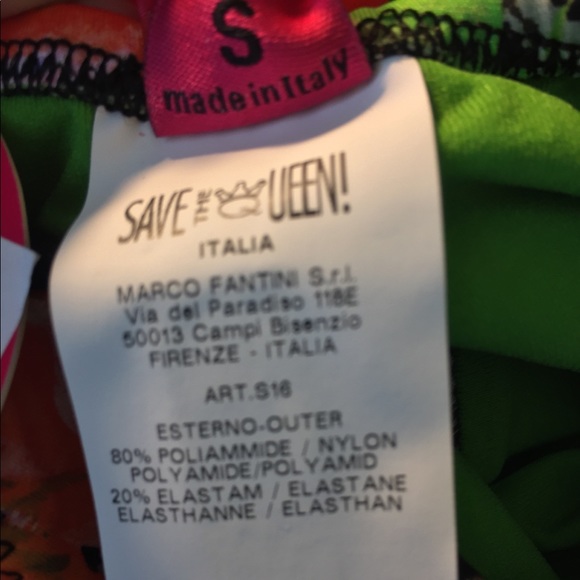 S
made in Italy
SAVE THE QUEEN!
ITALIA
MARCO FANTINI S.r.l.
Via del Paradiso 116E
50013 Campi Bisenzio
FIRENZE - ITALIA
ART.S16
ESTERNO-OUTER
80% POLIAMMIDE / NYLON
POLYAMIDE/POLYAMID
20% ELASTAM / ELASTANE
ELASTHANNE / ELASTHAN